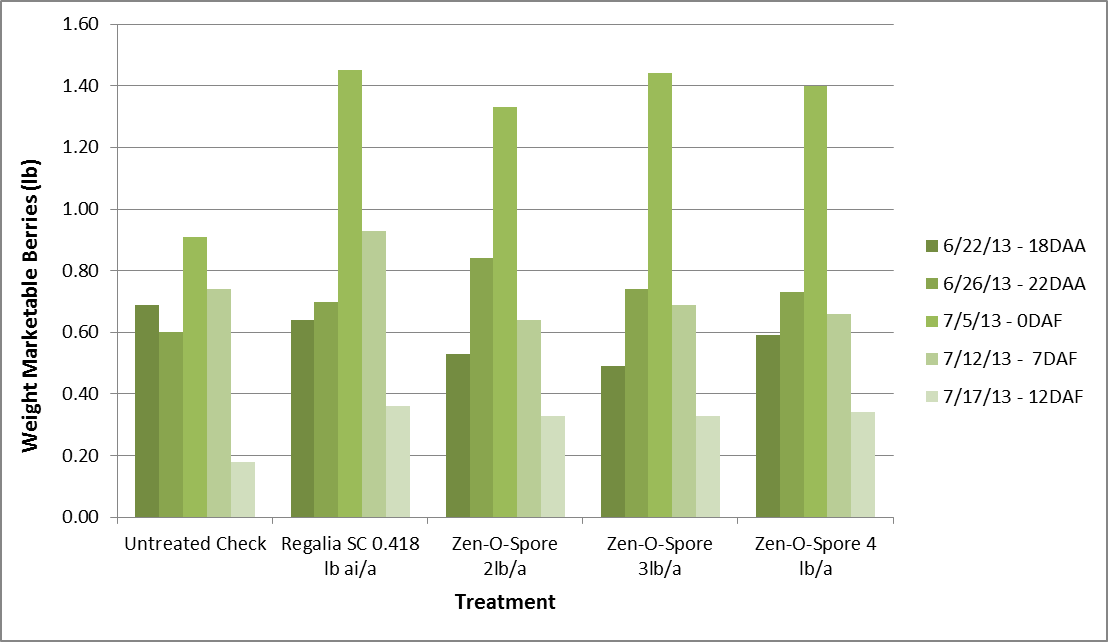 1.60
1.40
1.20
1.00
0.80
0.60
0.40
0.20
0.00
Weight Marketable Berries (lb)
Untreated Check
Regalia SC 0.418
lb ai/a
Zen-O-Spore
2lb/a
Zen-O-Spore
3lb/a
Zen-O-Spore 4
lb/a
Treatment
6/22/13 - 18DAA
6/26/13 - 22DAA
7/5/13 - 0DAF
7/12/13 -  7DAF
7/17/13 - 12DAF